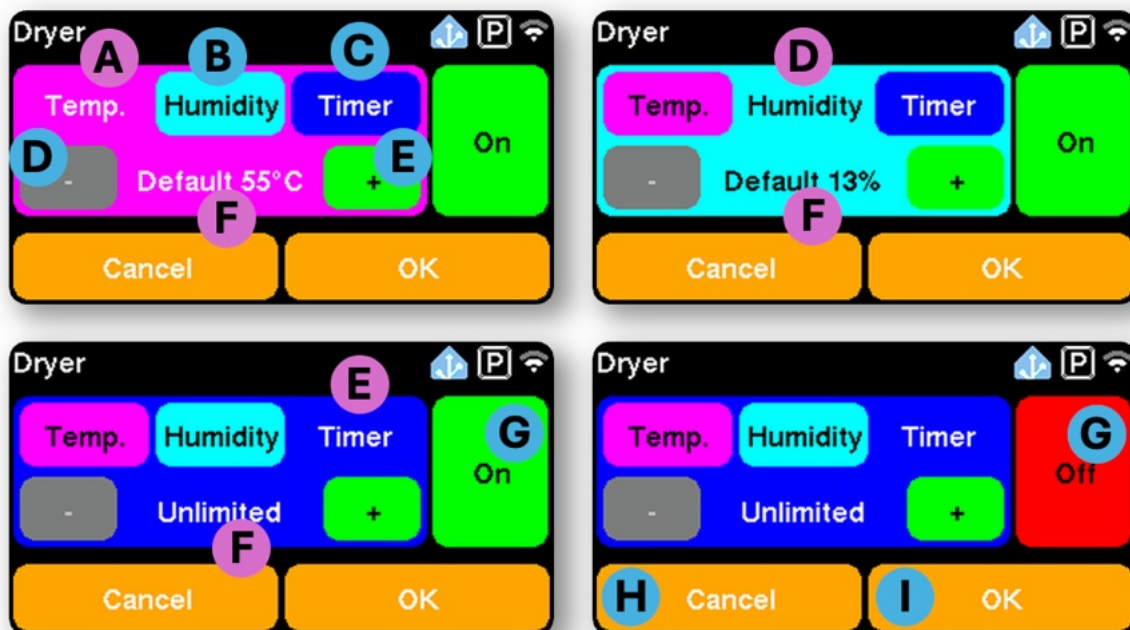 Dryer P
A B C
Temp. Humidity Timer
On
D E
- Default 55°C +
F
Cancel OK
Dryer P
D
Temp. Humidity Timer
On
- Default 13% +
F
Cancel OK
Dryer P
E
Temp. Humidity Timer
G
On
- Unlimited +
F
Cancel OK
Dryer P
Temp. Humidity Timer
G
Off
- Unlimited +
H Cancel I OK